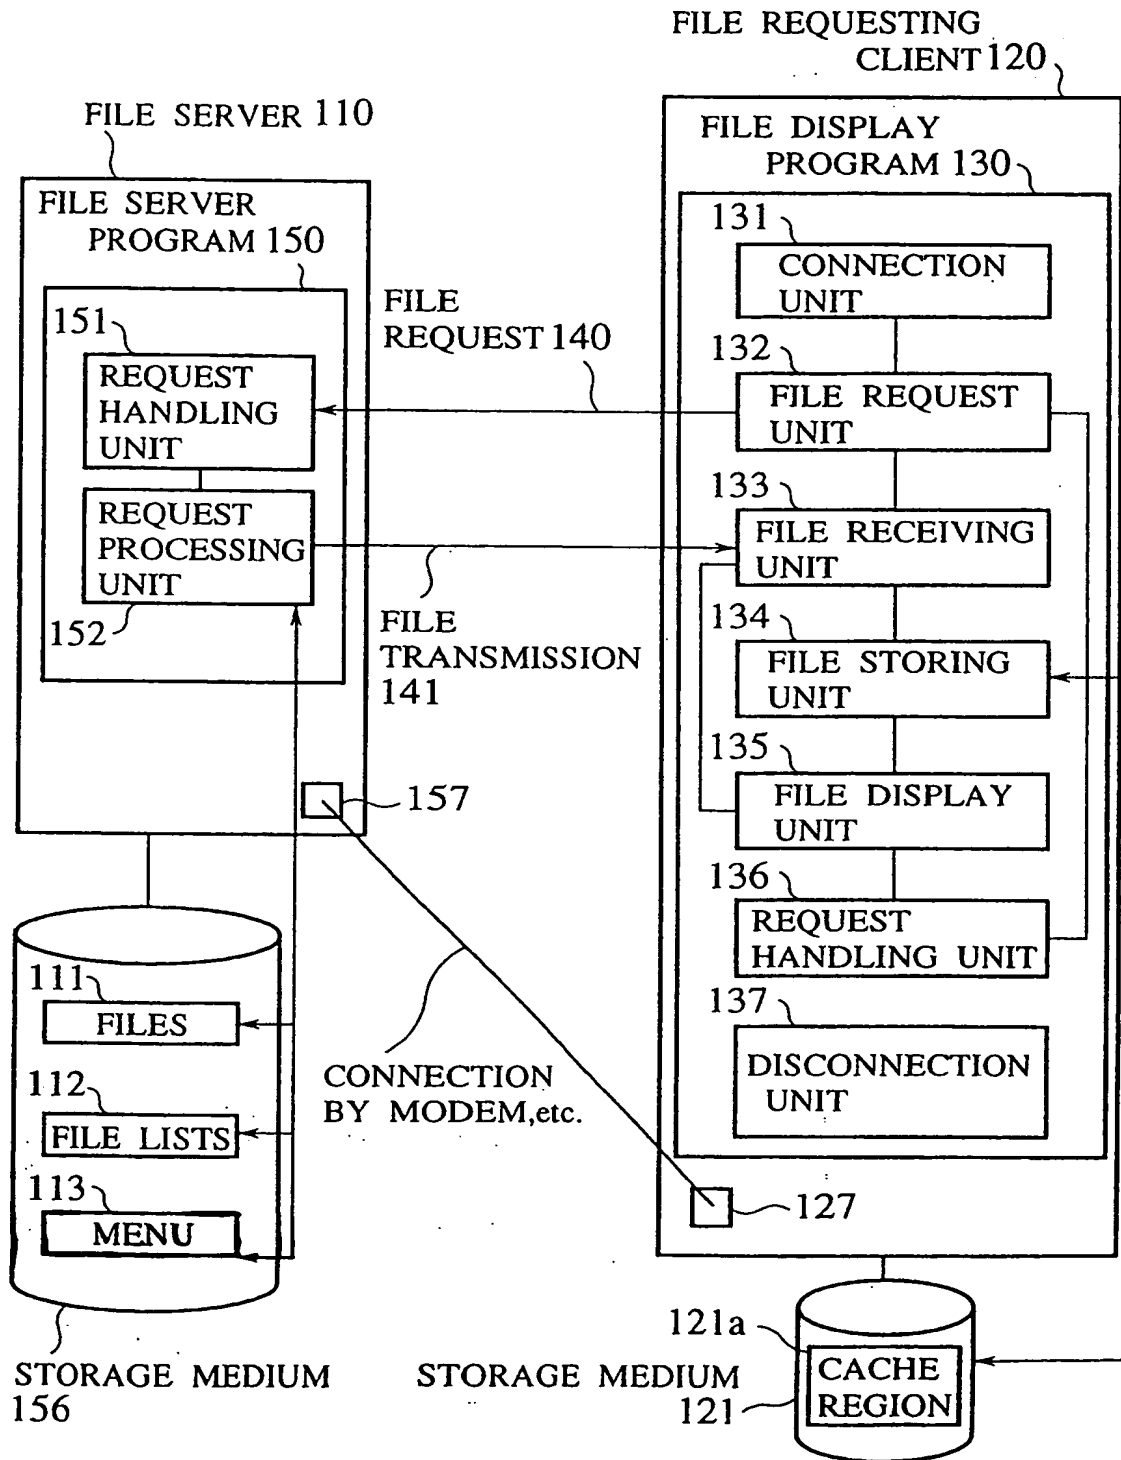 FILE REQUESTING
CLIENT 120
FILE SERVER 110
FILE DISPLAY
PROGRAM 130
FILE SERVER
PROGRAM 150
131
CONNECTION
UNIT
FILE
REQUEST 140
151
REQUEST
HANDLING
UNIT
132
FILE REQUEST
UNIT
REQUEST
PROCESSING
UNIT
152
133
FILE RECEIVING
UNIT
FILE
TRANSMISSION
141
134
FILE STORING
UNIT
135
FILE DISPLAY
UNIT
157
136
REQUEST
HANDLING UNIT
111
FILES
137
DISCONNECTION
UNIT
112
FILE LISTS
CONNECTION
BY MODEM,etc.
113
MENU
127
STORAGE MEDIUM
156
STORAGE MEDIUM
121
121a
CACHE
REGION